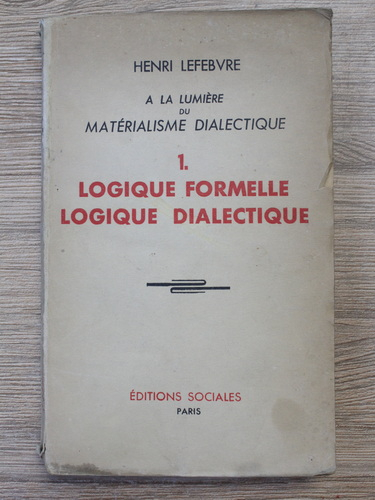 HENRI LEFEBVRE
A LA LUMIÈRE
DU
MATÉRIALISME DIALECTIQUE
1.
LOGIQUE FORMELLE
LOGIQUE DIALECTIQUE
ÉDITIONS SOCIALES
PARIS